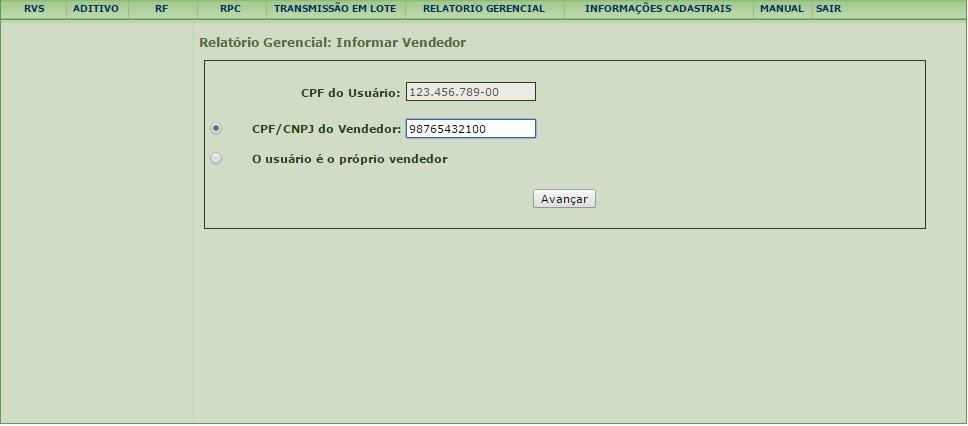 RVS ADITIVO RF RPC TRANSMISSÃO EM LOTE RELATORIO GERENCIAL INFORMAÇÕES CADASTRAIS MANUAL SAIR
Relatório Gerencial: Informar Vendedor
CPF do Usuário: 123.456.789-00
CPF/CNPJ do Vendedor: 98765432100
O usuário é o próprio vendedor
Avançar